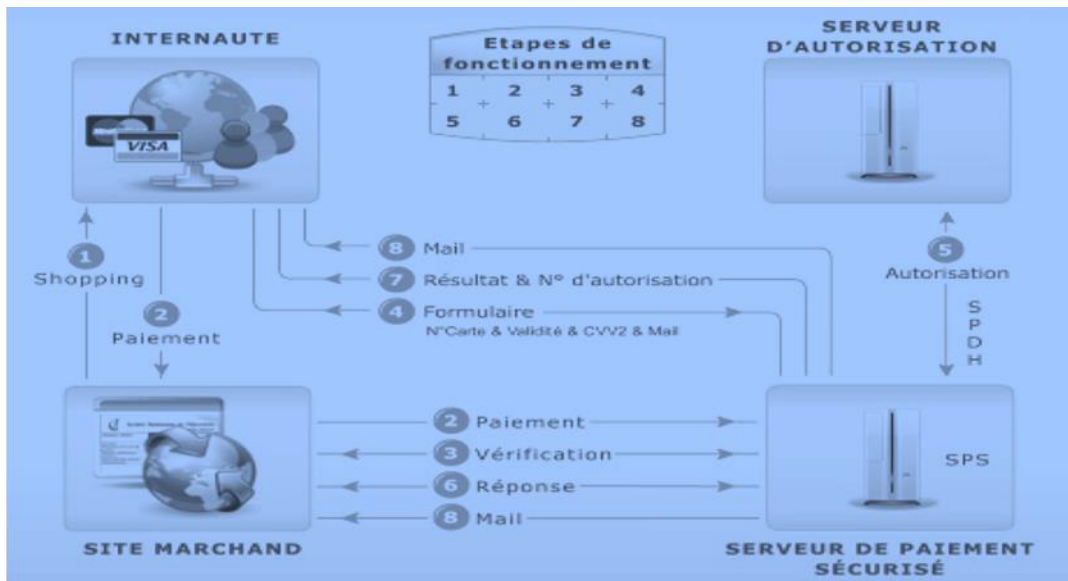 INTERNAUTE
Etapes de
fonctionnement
1 2 3 4
5 6 7 8
SERVEUR
D'AUTORISATION
VISA
1
Shopping
2
Paiement
8 Mail
7 Résultat & N° d'autorisation
4 Formulaire
N°Carte & Validité & CVV2 & Mail
5
Autorisation
S
P
D
H
2 Paiement
3 Vérification
6 Réponse
8 Mail
SPS
SITE MARCHAND
SERVEUR DE PAIEMENT
SÉCURISÉ